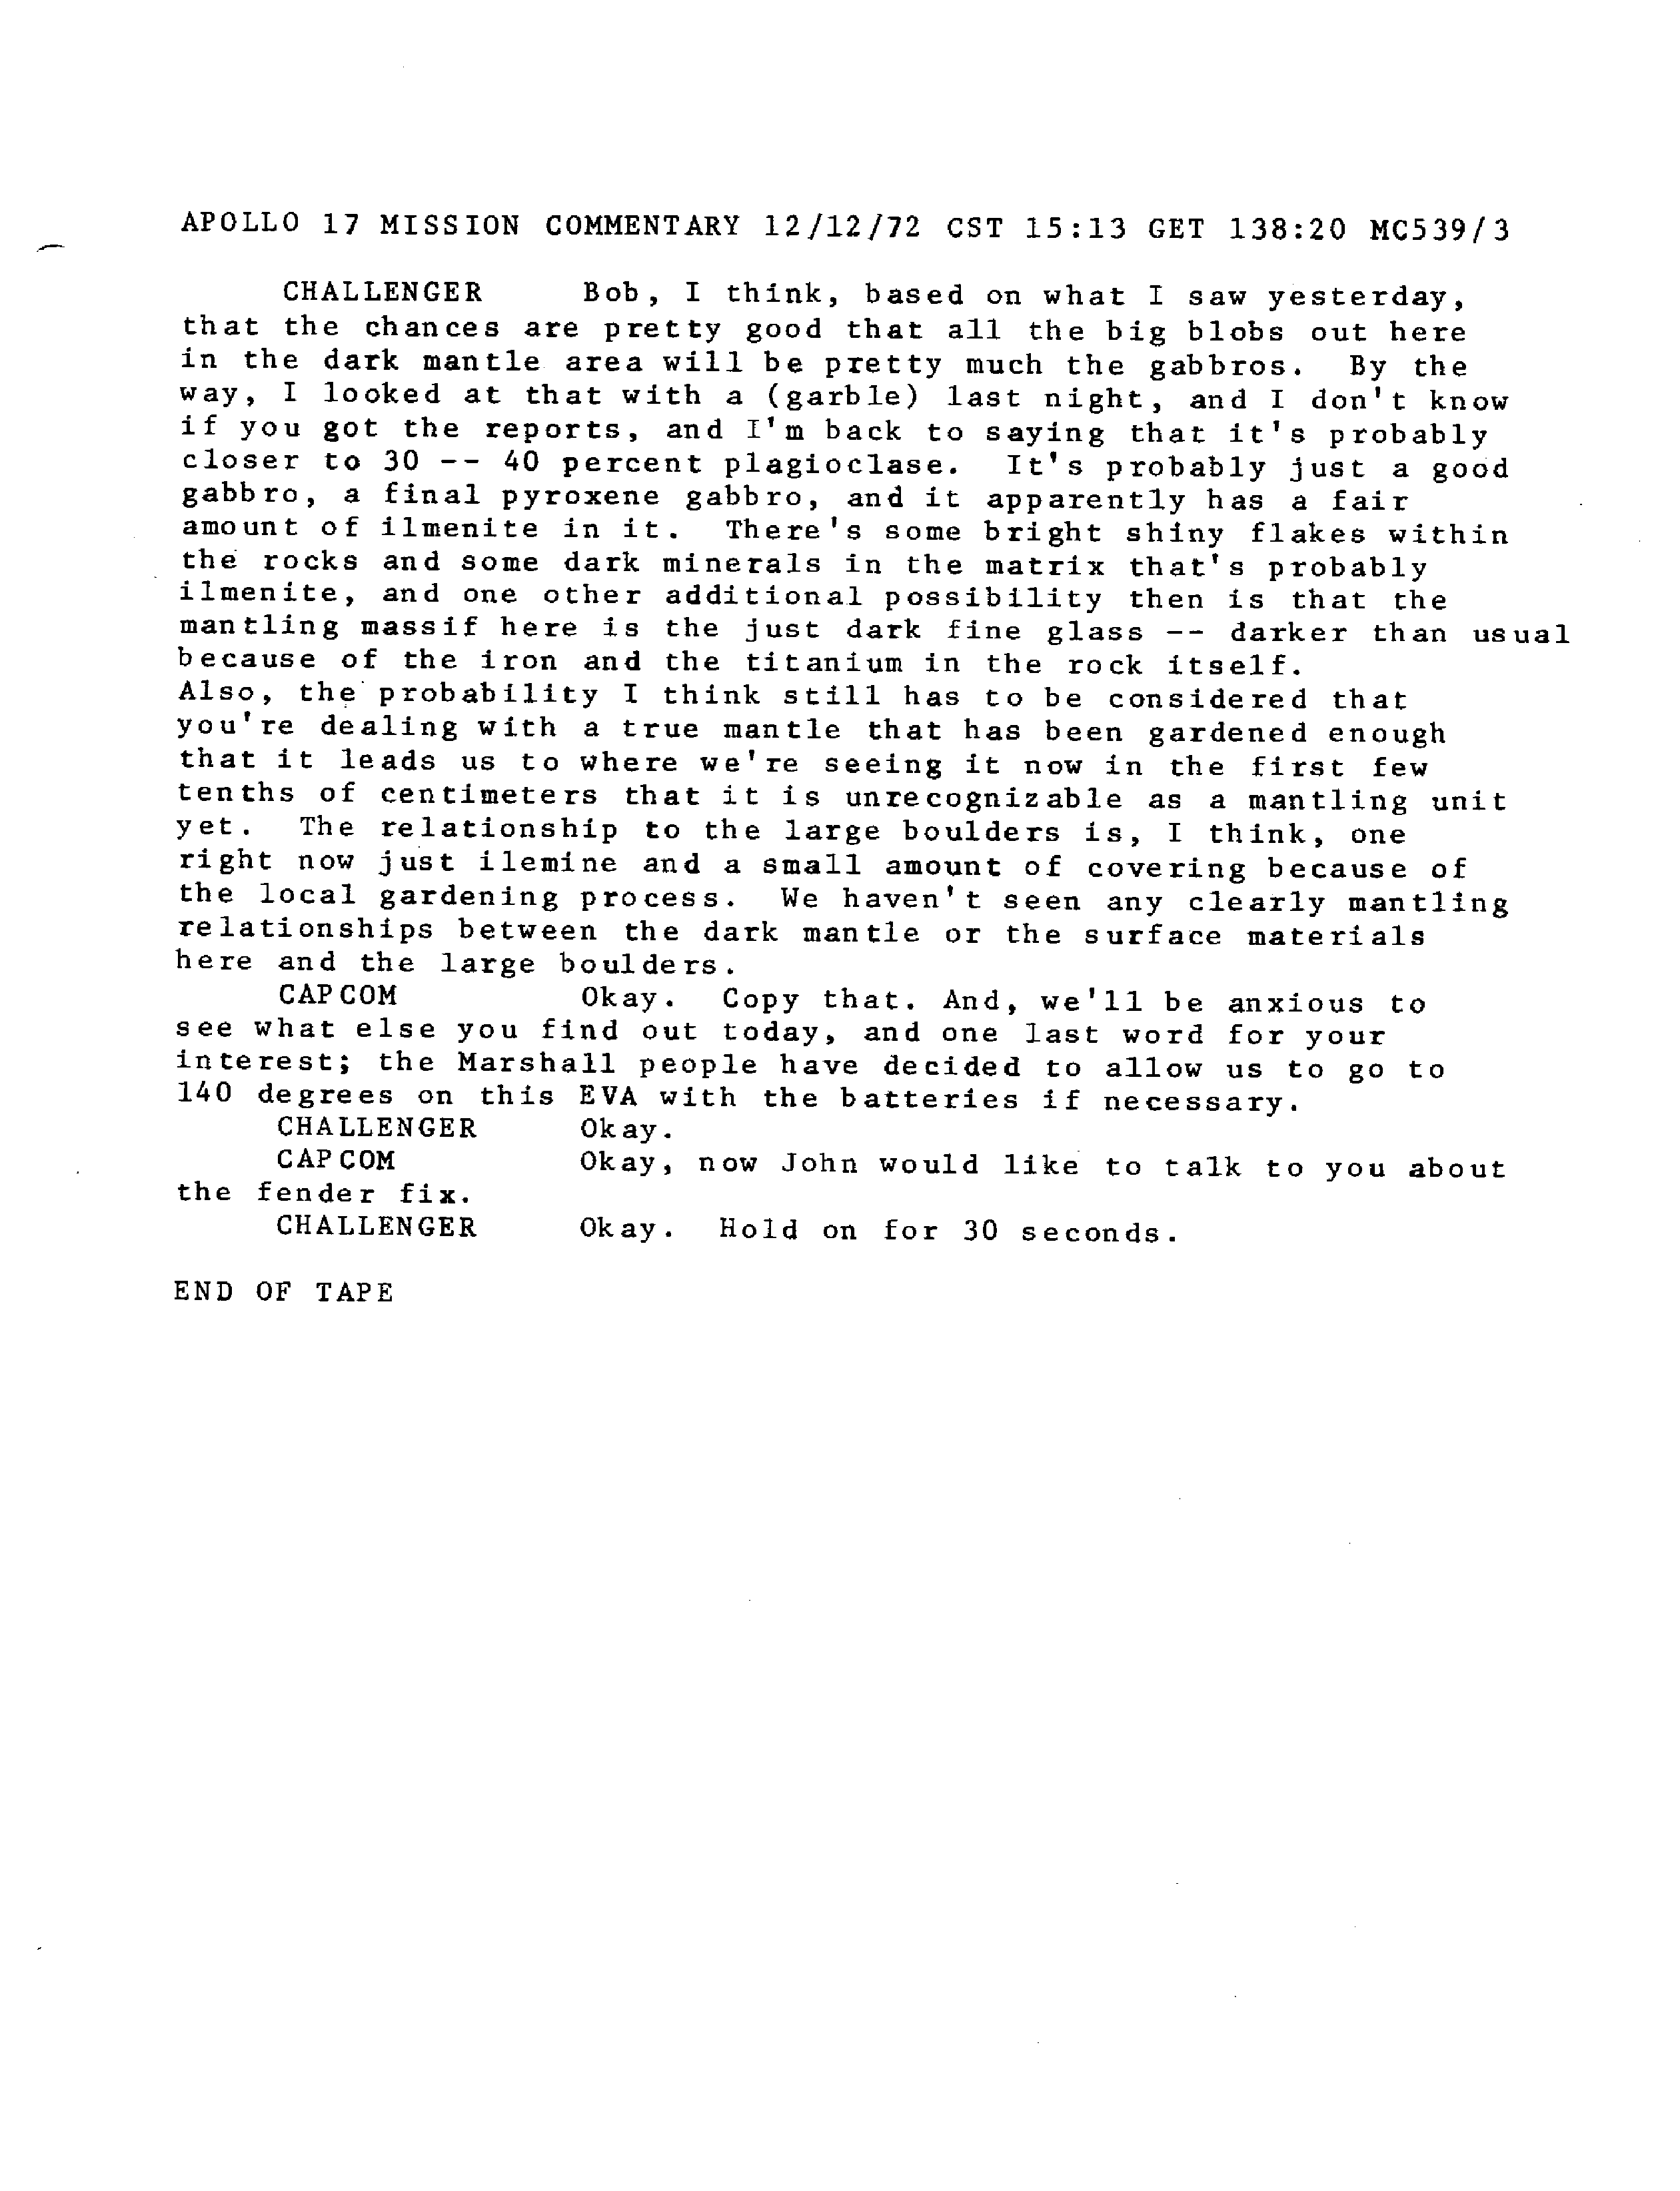 APOLLO 17 MISSION COMMENTARY 12/12/72 CST 15:13 GET 138:20 MC539/3
CHALLENGER Bob, I think, based on what I saw yesterday,
that the chances are pretty good that all the big blobs out here
in the dark mantle area will be pretty much the gabbros. By the
way, I looked at that with a (garble) last night, and I don't know
if you got the reports, and I'm back to saying that it's probably
closer to 30 -- 40 percent plagioclase. It's probably just a good
gabbro, a final pyroxene gabbro, and it apparently has a fair
amount of ilmenite in it. There's some bright shiny flakes within
the rocks and some dark minerals in the matrix that's probably
ilmenite, and one other additional possibility then is that the
mantling massif here is the just dark fine glass -- darker than usual
because of the iron and the titanium in the rock itself.
Also, the probability I think still has to be considered that
you're dealing with a true mantle that has been gardened enough
that it leads us to where we're seeing it now in the first few
tenths of centimeters that it is unrecognizable as a mantling unit
yet. The relationship to the large boulders is, I think, one
right now just ilemine and a small amount of covering because of
the local gardening process. We haven't seen any clearly mantling
relationships between the dark mantle or the surface materials
here and the large boulders.
CAPCOM Okay. Copy that. And, we'll be anxious to
see what else you find out today, and one last word for your
interest; the Marshall people have decided to allow us to go to
140 degrees on this EVA with the batteries if necessary.
CHALLENGER Okay.
CAPCOM Okay, now John would like to talk to you about
the fender fix.
CHALLENGER Okay. Hold on for 30 seconds.
END OF TAPE